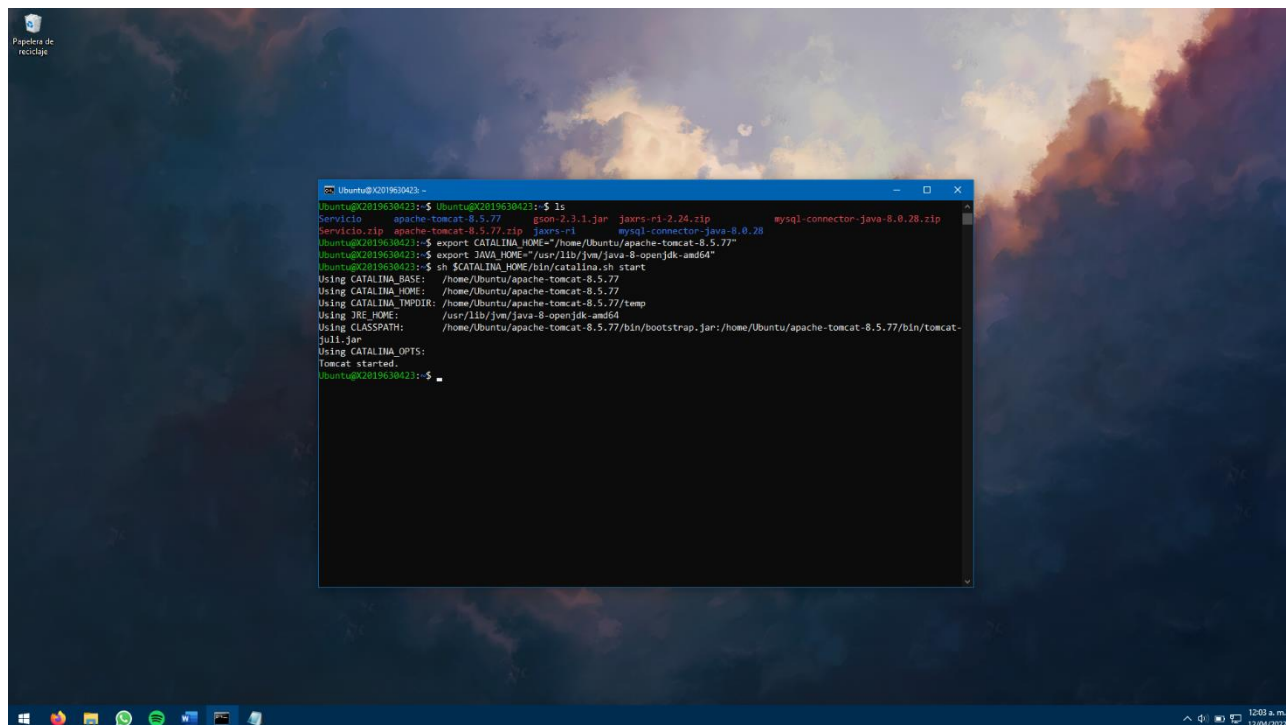 Papelera de
reciclaje
Ubuntu@X2019630423: ~
Ubuntu@X2019630423:~$ Ubuntu@X2019630423:~$ ls
Servicio apache-tomcat-8.5.77 gson-2.3.1.jar jaxrs-ri-2.24.zip mysql-connector-java-8.0.28.zip
Servicio.zip apache-tomcat-8.5.77.zip jaxrs-ri mysql-connector-java-8.0.28
Ubuntu@X2019630423:~$ export CATALINA_HOME="/home/Ubuntu/apache-tomcat-8.5.77"
Ubuntu@X2019630423:~$ export JAVA_HOME="/usr/lib/jvm/java-8-openjdk-amd64"
Ubuntu@X2019630423:~$ sh $CATALINA_HOME/bin/catalina.sh start
Using CATALINA_BASE: /home/Ubuntu/apache-tomcat-8.5.77
Using CATALINA_HOME: /home/Ubuntu/apache-tomcat-8.5.77
Using CATALINA_TMPDIR: /home/Ubuntu/apache-tomcat-8.5.77/temp
Using JRE_HOME: /usr/lib/jvm/java-8-openjdk-amd64
Using CLASSPATH: /home/Ubuntu/apache-tomcat-8.5.77/bin/bootstrap.jar:/home/Ubuntu/apache-tomcat-8.5.77/bin/tomcat-
juli.jar
Using CATALINA_OPTS:
Tomcat started.
Ubuntu@X2019630423:~$
12:03 a. m.